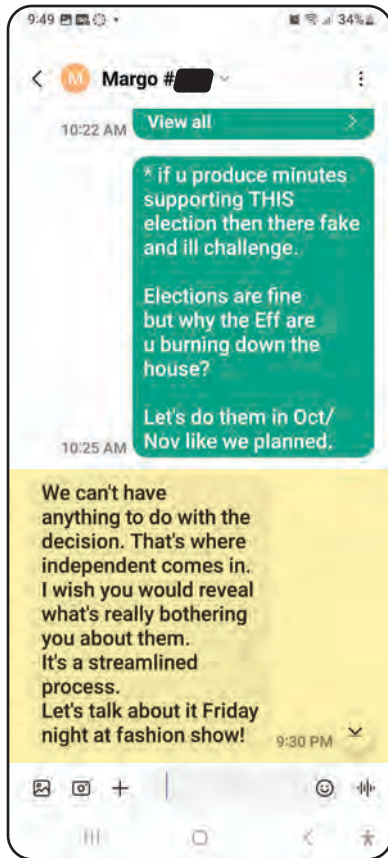 9:49
34%
M Margo #
View all
10:22 AM
* if u produce minutes
supporting THIS
election then there fake
and ill challenge.
Elections are fine
but why the Eff are
u burning down the
house?
Let's do them in Oct/
Nov like we planned.
10:25 AM
We can't have
anything to do with the
decision. That's where
independent comes in.
I wish you would reveal
what's really bothering
you about them.
It's a streamlined
process.
Let's talk about it Friday
night at fashion show!
9:30 PM